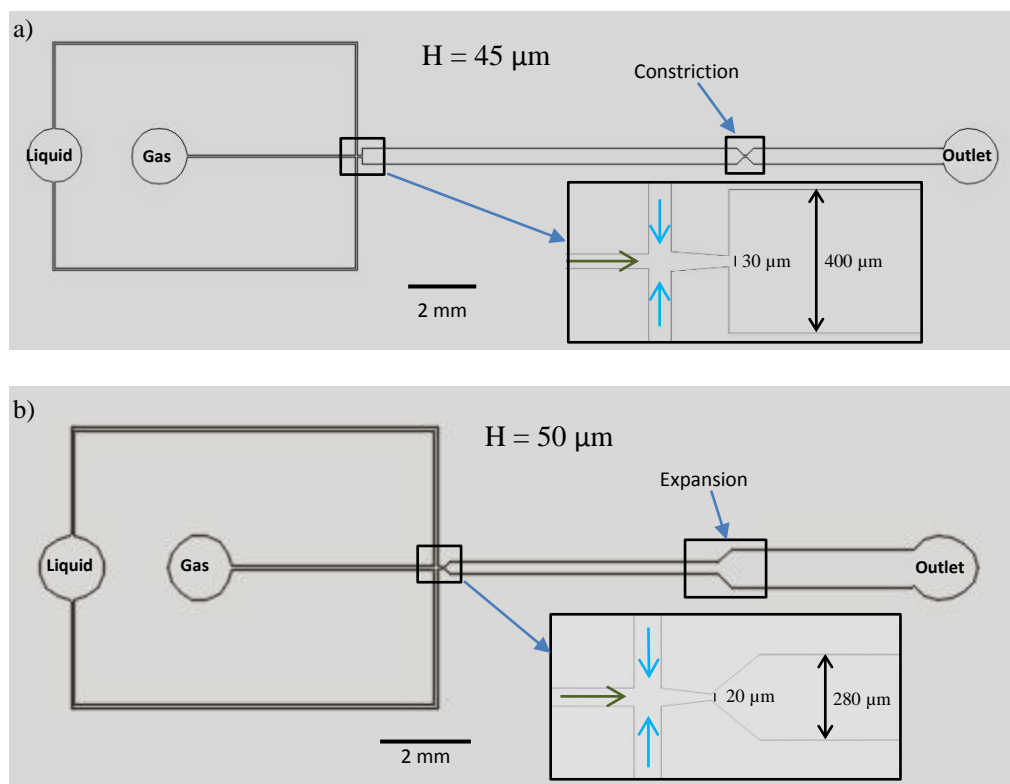 a)
H = 45 μm
Constriction
Liquid
Gas
Outlet
30 μm
400 μm
2 mm
b)
H = 50 μm
Expansion
Liquid
Gas
Outlet
20 μm
280 μm
2 mm